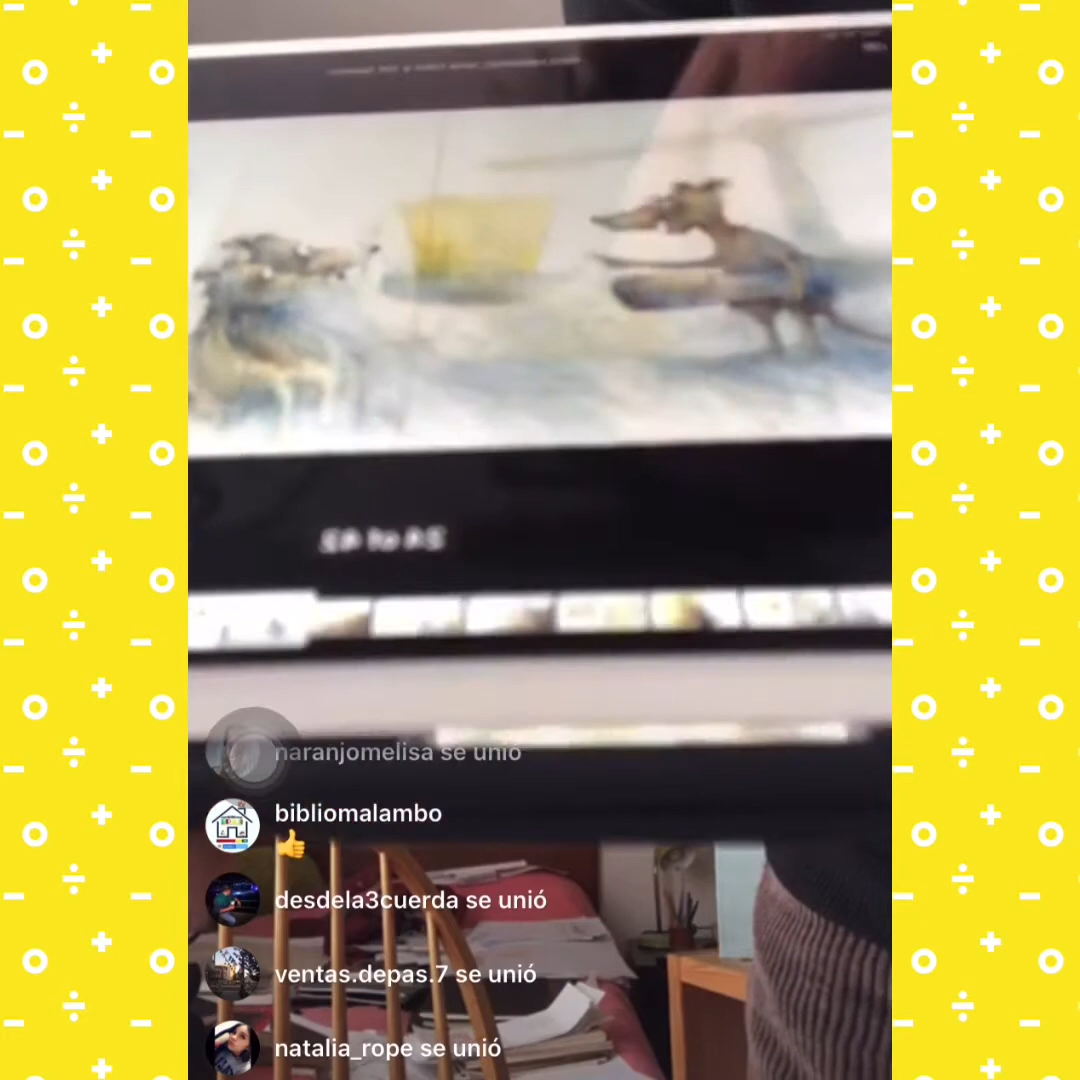 naranjomelisa se unió
bibliomalambo
👍
desdela3cuerda se unió
ventas.depas.7 se unió
natalia_rope se unió